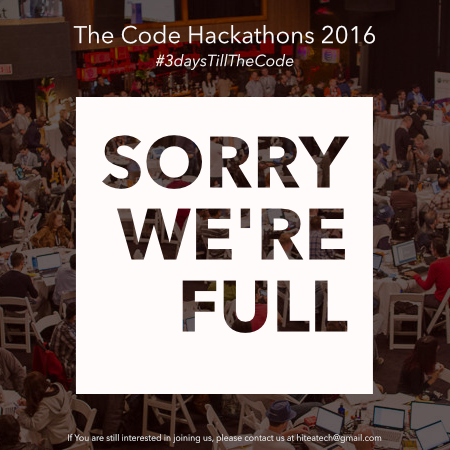 The Code Hackathons 2016
#3daysTillTheCode
SORRY
WE'RE
FULL
If You are still interested in joining us, please contact us at hiteatech@gmail.com